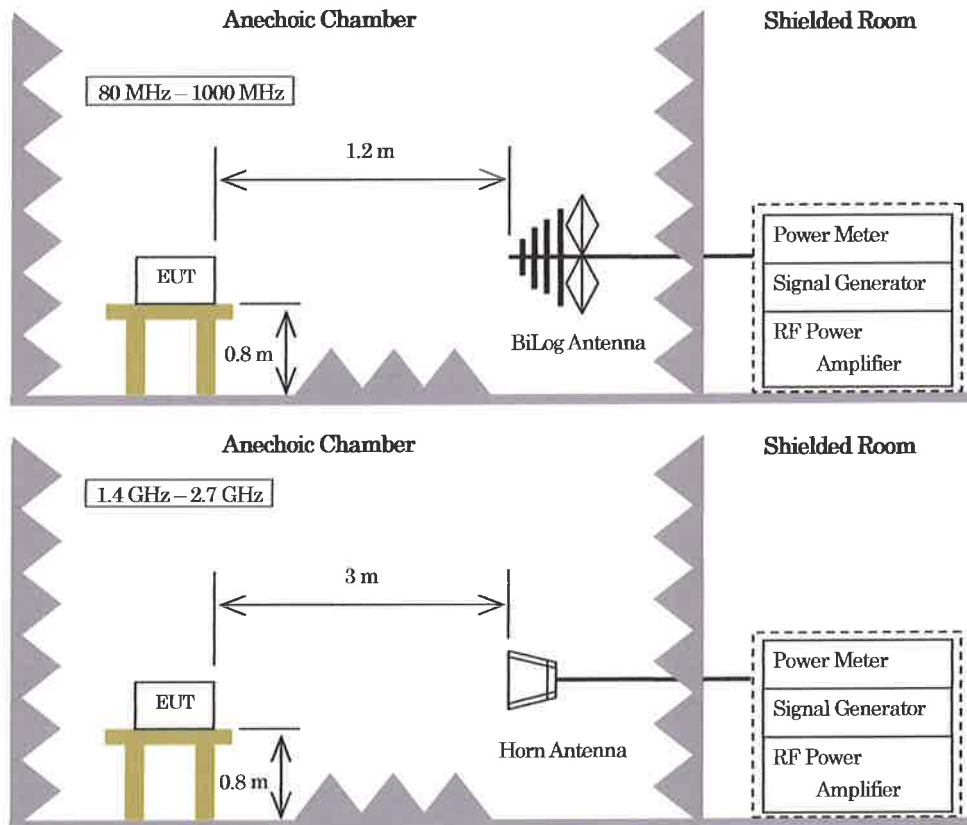 Anechoic Chamber
Shielded Room
80 MHz – 1000 MHz
1.2 m
EUT
0.8 m
BiLog Antenna
Power Meter
Signal Generator
RF Power
Amplifier
Anechoic Chamber
Shielded Room
1.4 GHz – 2.7 GHz
3 m
EUT
0.8 m
Horn Antenna
Power Meter
Signal Generator
RF Power
Amplifier